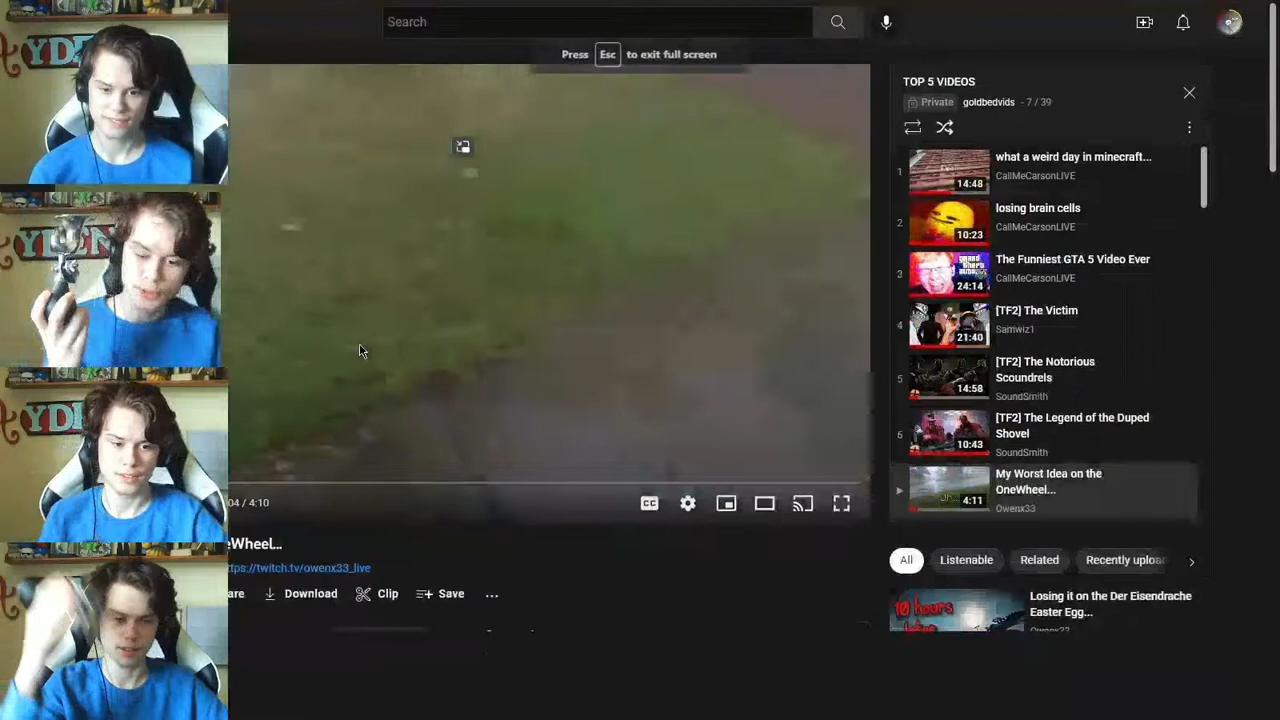 Search
Press Esc to exit full screen
TOP 5 VIDEOS
Private goldbedvids - 7 / 39
1
what a weird day in minecraft...
CallMeCarsonLIVE
14:48
2
losing brain cells
CallMeCarsonLIVE
10:23
3
The Funniest GTA 5 Video Ever
CallMeCarsonLIVE
24:14
4
[TF2] The Victim
Samwiz1
21:40
5
[TF2] The Notorious
Scoundrels
SoundSmith
14:58
6
[TF2] The Legend of the Duped
Shovel
SoundSmith
10:43
My Worst Idea on the
OneWheel...
Owenx33
4:11
04 / 4:10
eWheel...
ttps://twitch.tv/owenx33_live
are Download Clip Save
All Listenable Related Recently uploa
10 hours
later
Losing it on the Der Eisendrache
Easter Egg...
Owenx33